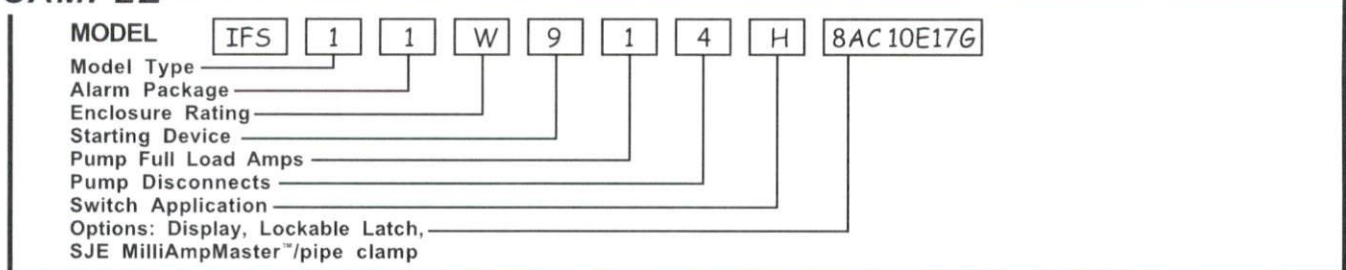 MODEL IFS 1 1 W 9 1 4 H 8AC10E17G
Model Type
Alarm Package
Enclosure Rating
Starting Device
Pump Full Load Amps
Pump Disconnects
Switch Application
Options: Display, Lockable Latch,
SJE MilliAmpMaster™/pipe clamp